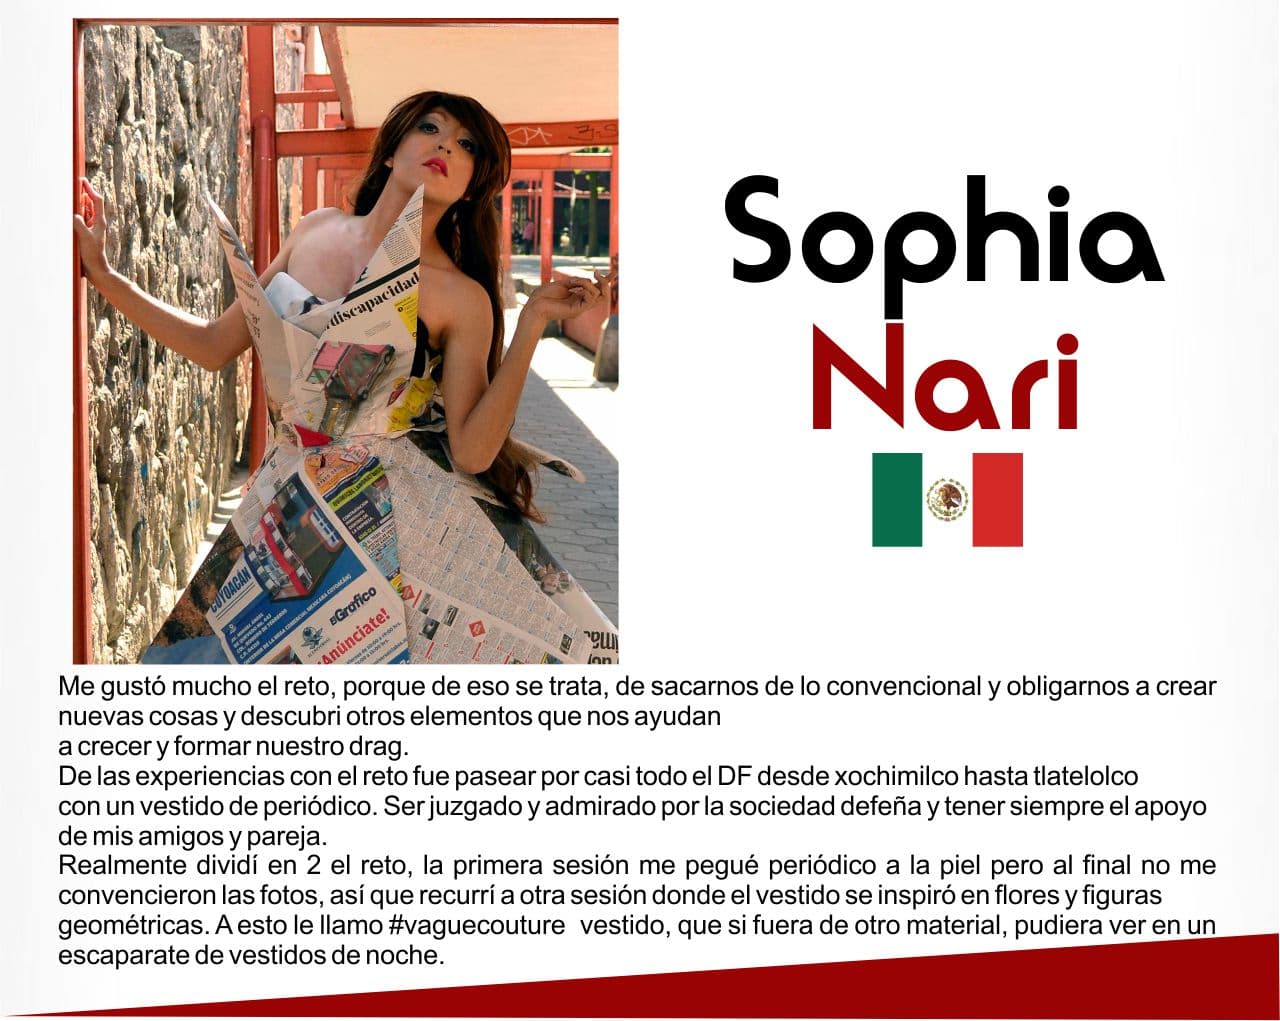 Sophia
Nari
discapacidad
COYOACÁN
El Gráfico
¡Anúnciate!
Me gustó mucho el reto, porque de eso se trata, de sacarnos de lo convencional y obligarnos a crear
nuevas cosas y descubri otros elementos que nos ayudan
a crecer y formar nuestro drag.
De las experiencias con el reto fue pasear por casi todo el DF desde xochimilco hasta tlatelolco
con un vestido de periódico. Ser juzgado y admirado por la sociedad defeña y tener siempre el apoyo
de mis amigos y pareja.
Realmente dividí en 2 el reto, la primera sesión me pegué periódico a la piel pero al final no me
convencieron las fotos, así que recurrí a otra sesión donde el vestido se inspiró en flores y figuras
geométricas. A esto le llamo #vaguecouture vestido, que si fuera de otro material, pudiera ver en un
escaparate de vestidos de noche.